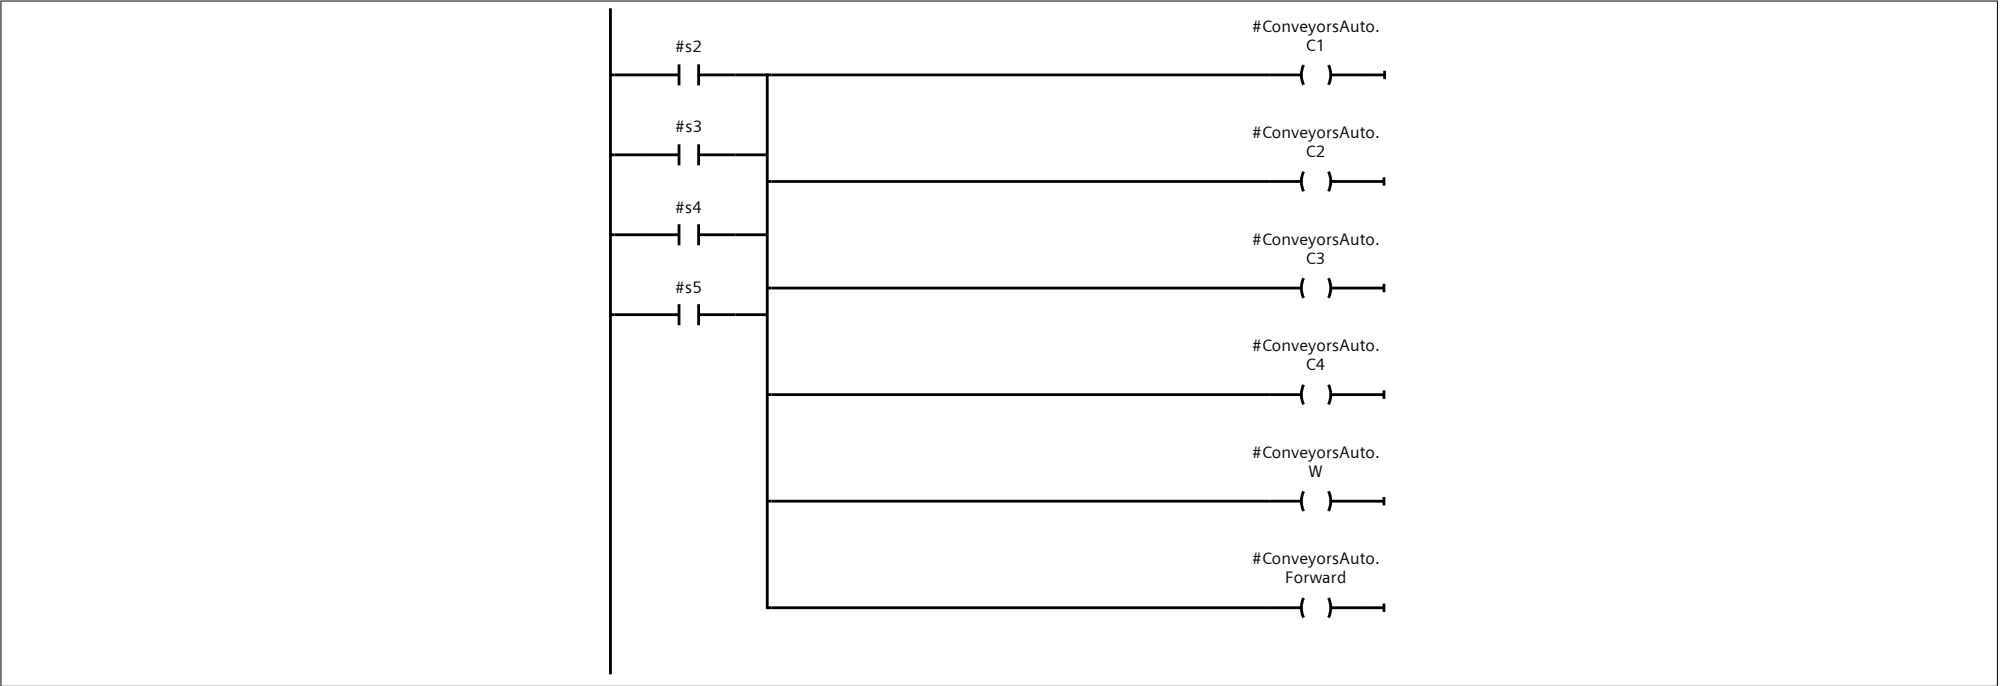 #ConveyorsAuto.
C1
#s2
#s3
#ConveyorsAuto.
C2
#s4
#ConveyorsAuto.
C3
#s5
#ConveyorsAuto.
C4
#ConveyorsAuto.
W
#ConveyorsAuto.
Forward